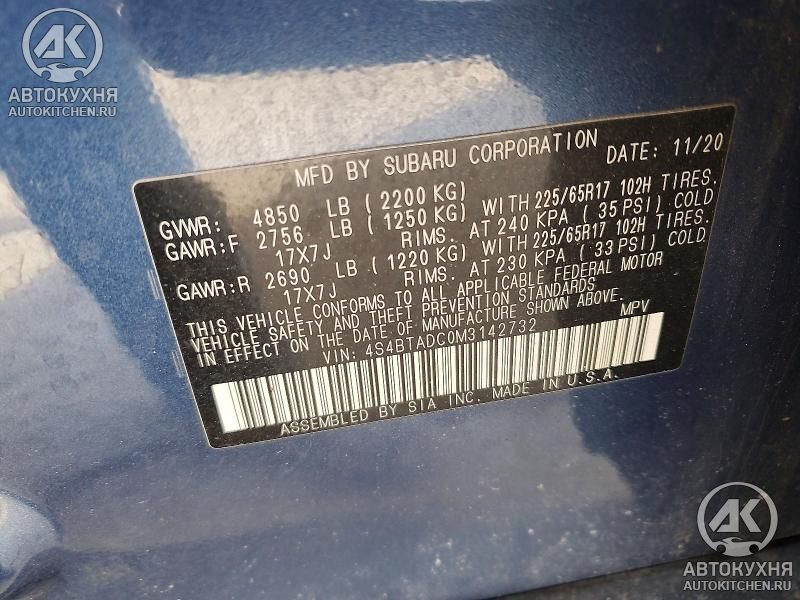 АК
АВТОКУХНЯ
AUTOKITCHEN.RU
MFD BY SUBARU CORPORATION DATE: 11/20
GVWR: 4850 LB ( 2200 KG)
GAWR:F 2756 LB ( 1250 KG) WITH 225/65R17 102H TIRES.
17X7J RIMS. AT 240 KPA ( 35 PSI) COLD
GAWR:R 2690 LB ( 1220 KG) WITH 225/65R17 102H TIRES.
17X7J RIMS. AT 230 KPA ( 33 PSI) COLD
THIS VEHICLE CONFORMS TO ALL APPLICABLE FEDERAL MOTOR
VEHICLE SAFETY AND THEFT PREVENTION STANDARDS
IN EFFECT ON THE DATE OF MANUFACTURE SHOWN ABOVE.
VIN: 4S4BTADC0M3142732 MPV
ASSEMBLED BY SIA INC. MADE IN U.S.A.
АК
АВТОКУХНЯ
AUTOKITCHEN.RU